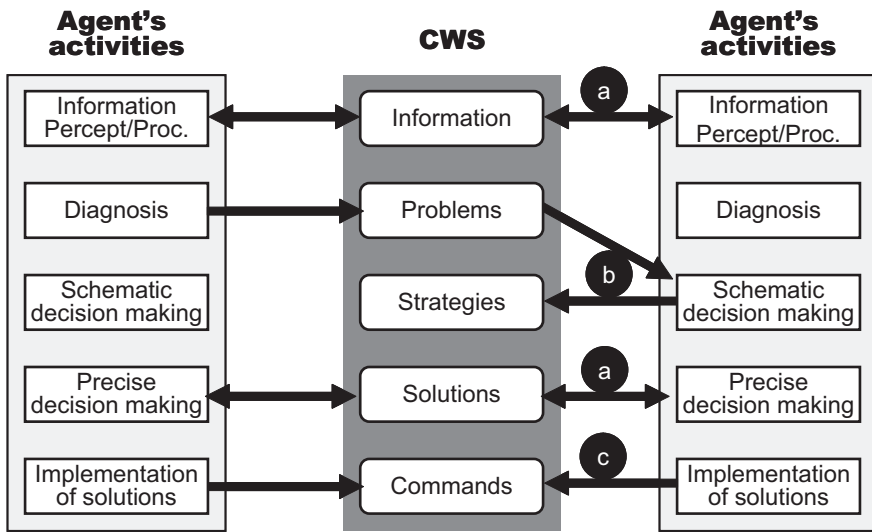 Agent's
activities
CWS
Agent's
activities
Information
Percept/Proc.
Information
a
Information
Percept/Proc.
Diagnosis
Problems
Diagnosis
Schematic
decision making
Strategies
b
Schematic
decision making
Precise
decision making
Solutions
a
Precise
decision making
Implementation
of solutions
Commands
c
Implementation
of solutions